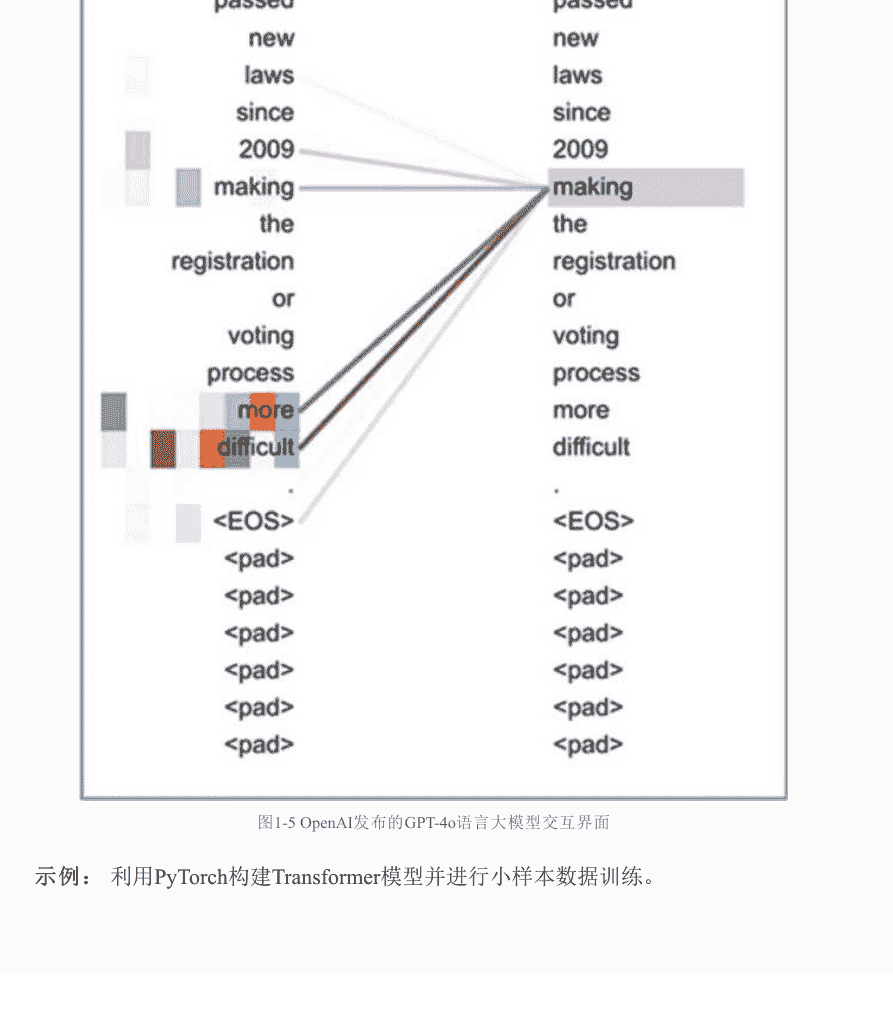 passed passed
new new
laws laws
since since
2009 2009
making making
the the
registration registration
or or
voting voting
process process
more more
difficult difficult
. .
<EOS> <EOS>
<pad> <pad>
<pad> <pad>
<pad> <pad>
<pad> <pad>
<pad> <pad>
<pad> <pad>
图1-5 OpenAI发布的GPT-4o语言大模型交互界面
示例： 利用PyTorch构建Transformer模型并进行小样本数据训练。